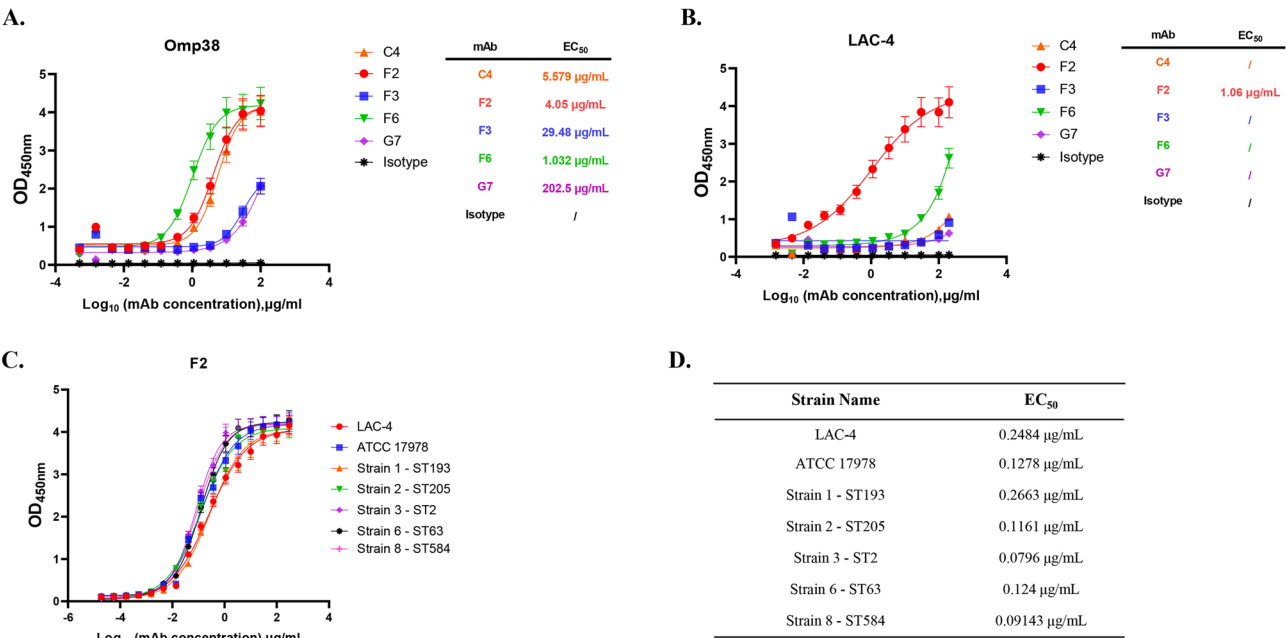 A.
Omp38
OD450nm
5
4
3
2
1
0
-4
-2
0
2
4
Log10 (mAb concentration),µg/ml
C4
F2
F3
F6
G7
Isotype
mAb EC50
C4 5.579 µg/mL
F2 4.05 µg/mL
F3 29.48 µg/mL
F6 1.032 µg/mL
G7 202.5 µg/mL
Isotype /
B.
LAC-4
OD450nm
5
4
3
2
1
0
-4
-2
0
2
4
Log10 (mAb concentration),µg/ml
C4
F2
F3
F6
G7
Isotype
mAb EC50
C4 /
F2 1.06 µg/mL
F3 /
F6 /
G7 /
Isotype /
C.
F2
OD450nm
5
4
3
2
1
0
-6
-4
-2
0
2
4
(mAb concentration),µg/ml
LAC-4
ATCC 17978
Strain 1 - ST193
Strain 2 - ST205
Strain 3 - ST2
Strain 6 - ST63
Strain 8 - ST584
D.
Strain Name EC50
LAC-4 0.2484 µg/mL
ATCC 17978 0.1278 µg/mL
Strain 1 - ST193 0.2663 µg/mL
Strain 2 - ST205 0.1161 µg/mL
Strain 3 - ST2 0.0796 µg/mL
Strain 6 - ST63 0.124 µg/mL
Strain 8 - ST584 0.09143 µg/mL